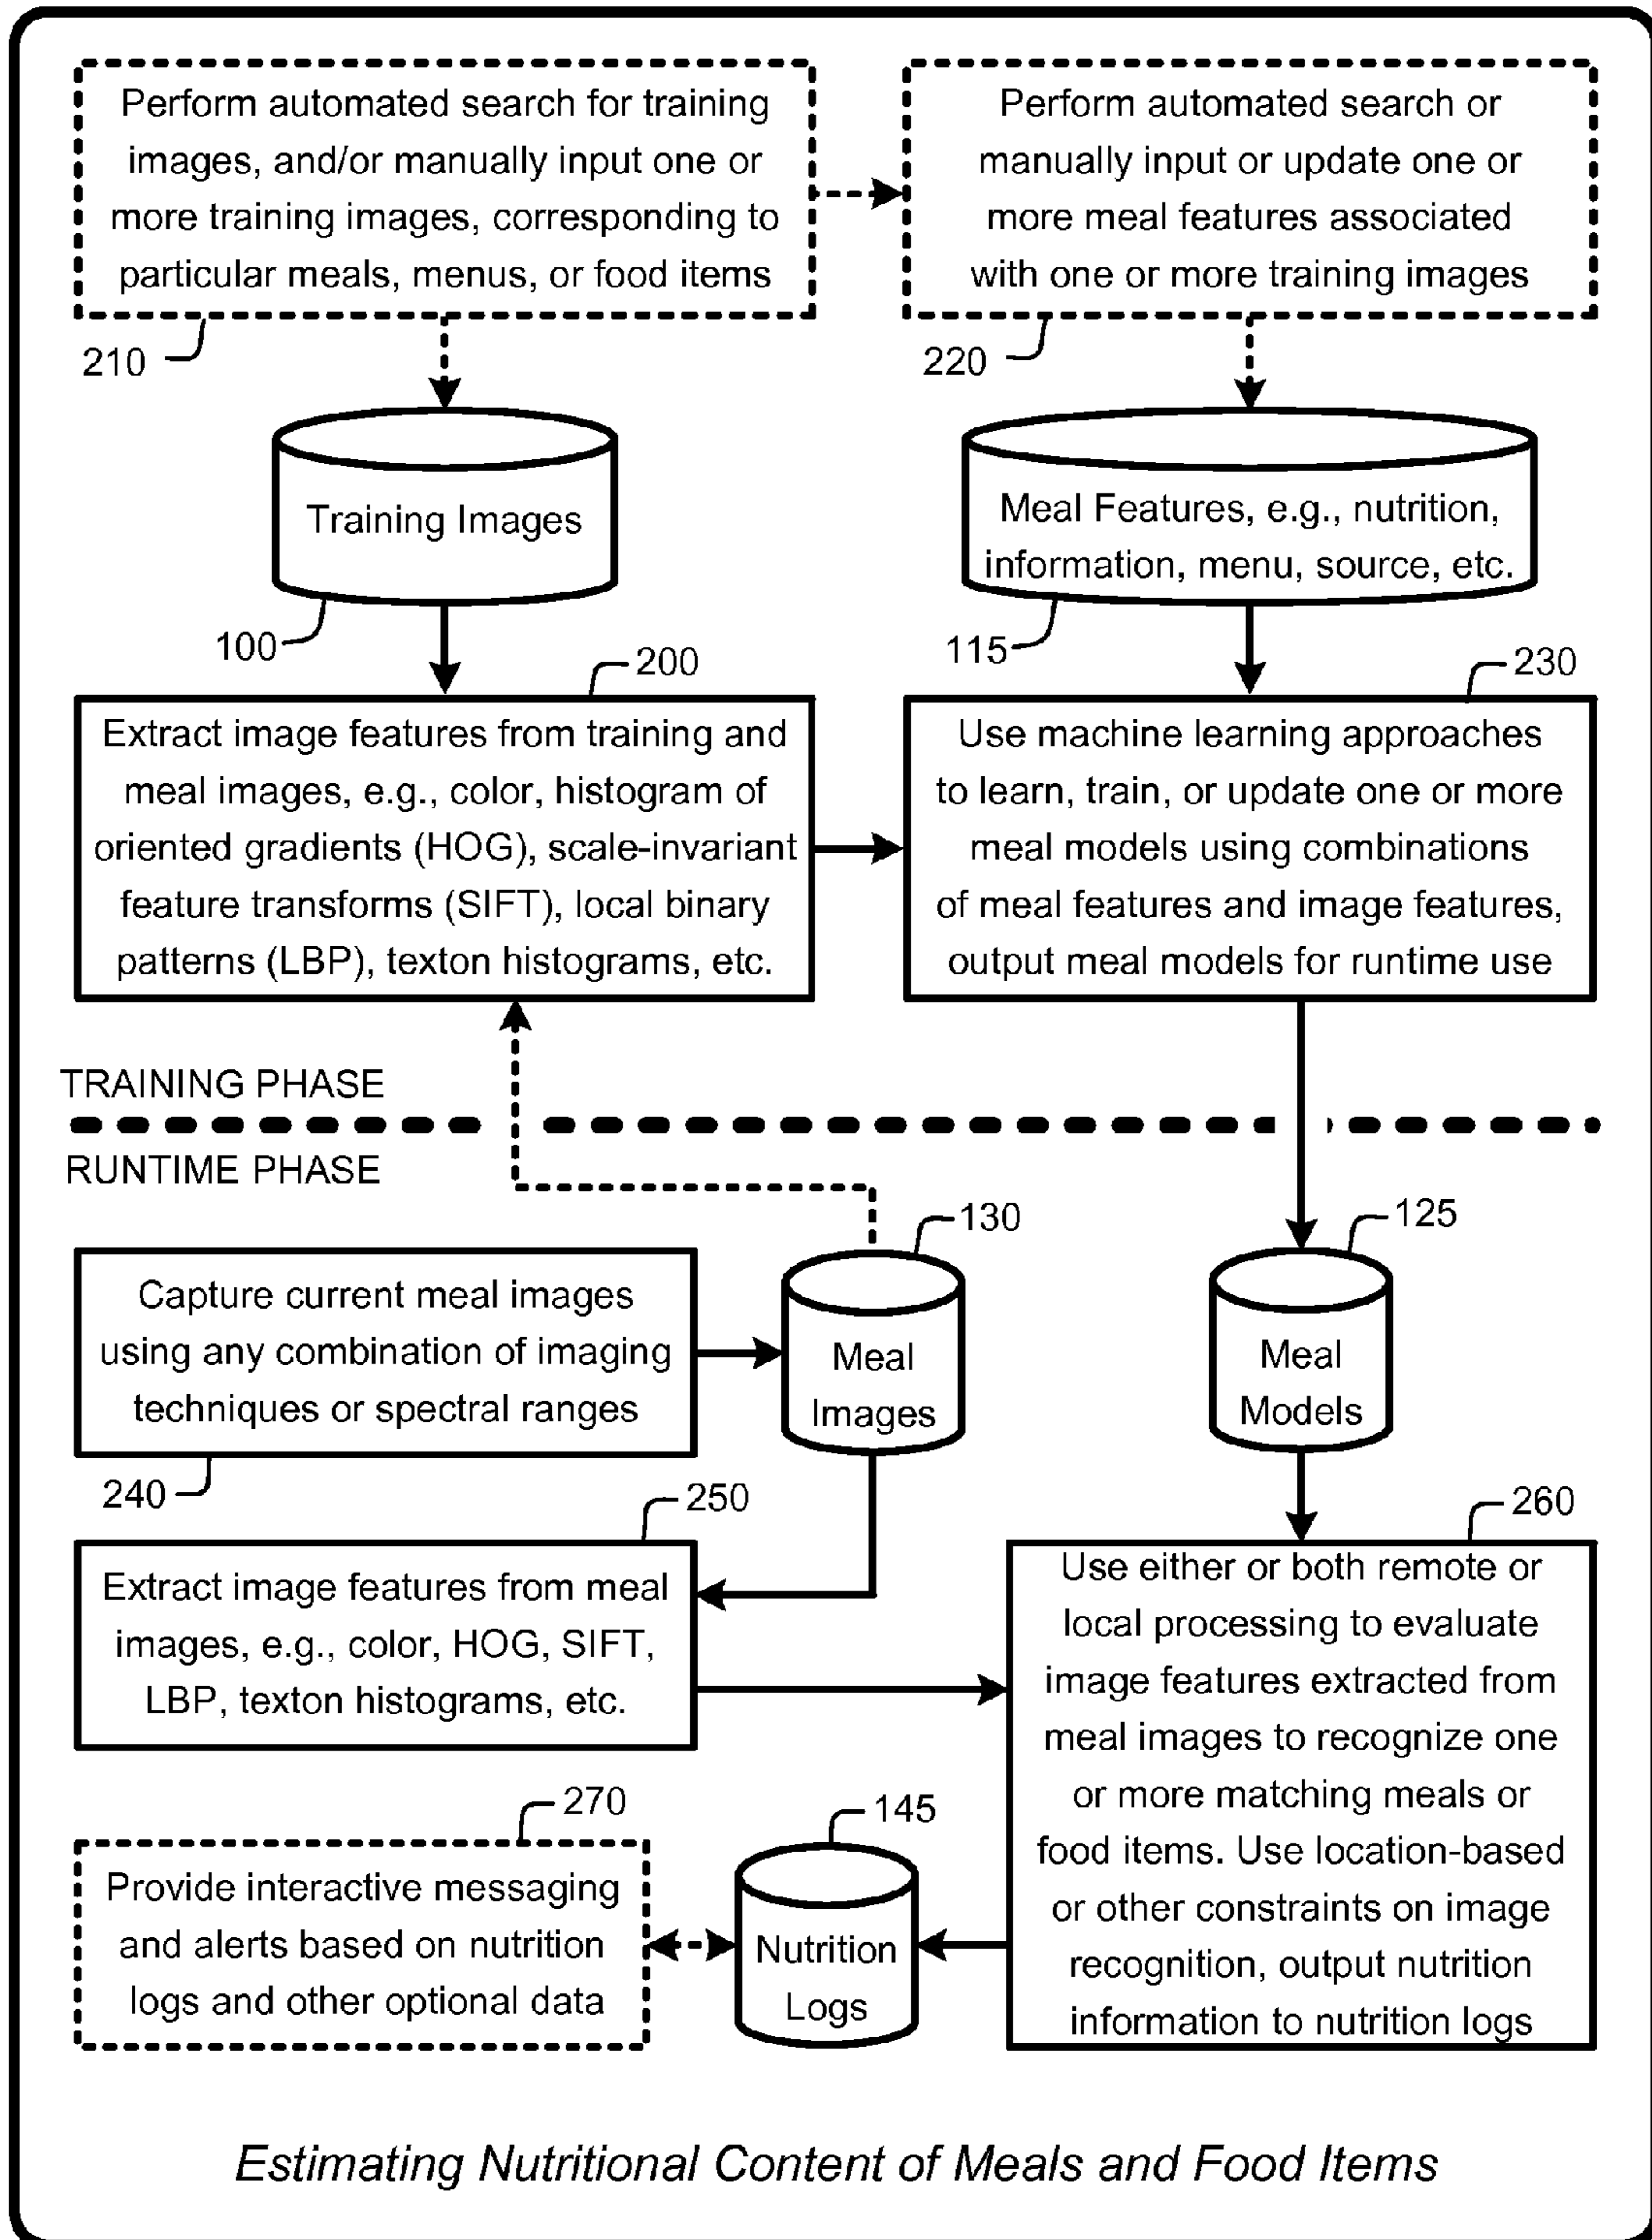 Perform automated search for training
images, and/or manually input one or
more training images, corresponding to
particular meals, menus, or food items
210
Perform automated search or
manually input or update one or
more meal features associated
with one or more training images
220
Training Images
100
Meal Features, e.g., nutrition,
information, menu, source, etc.
115
200
Extract image features from training and
meal images, e.g., color, histogram of
oriented gradients (HOG), scale-invariant
feature transforms (SIFT), local binary
patterns (LBP), texton histograms, etc.
230
Use machine learning approaches
to learn, train, or update one or more
meal models using combinations
of meal features and image features,
output meal models for runtime use
TRAINING PHASE
RUNTIME PHASE
Capture current meal images
using any combination of imaging
techniques or spectral ranges
240
130
Meal
Images
125
Meal
Models
250
Extract image features from meal
images, e.g., color, HOG, SIFT,
LBP, texton histograms, etc.
260
Use either or both remote or
local processing to evaluate
image features extracted from
meal images to recognize one
or more matching meals or
food items. Use location-based
or other constraints on image
recognition, output nutrition
information to nutrition logs
270
Provide interactive messaging
and alerts based on nutrition
logs and other optional data
145
Nutrition
Logs
Estimating Nutritional Content of Meals and Food Items